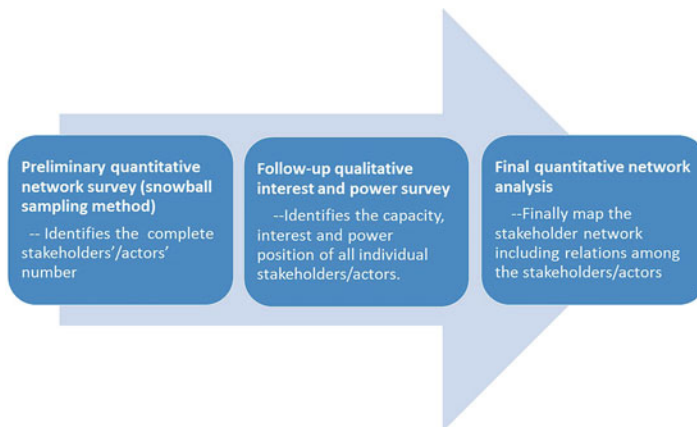 Preliminary quantitative
network survey (snowball
sampling method)
-- Identifies the complete
stakeholders'/actors'
number
Follow-up qualitative
interest and power survey
--Identifies the capacity,
interest and power
position of all individual
stakeholders/actors.
Final quantitative network
analysis
--Finally map the
stakeholder network
including relations among
the stakeholders/actors